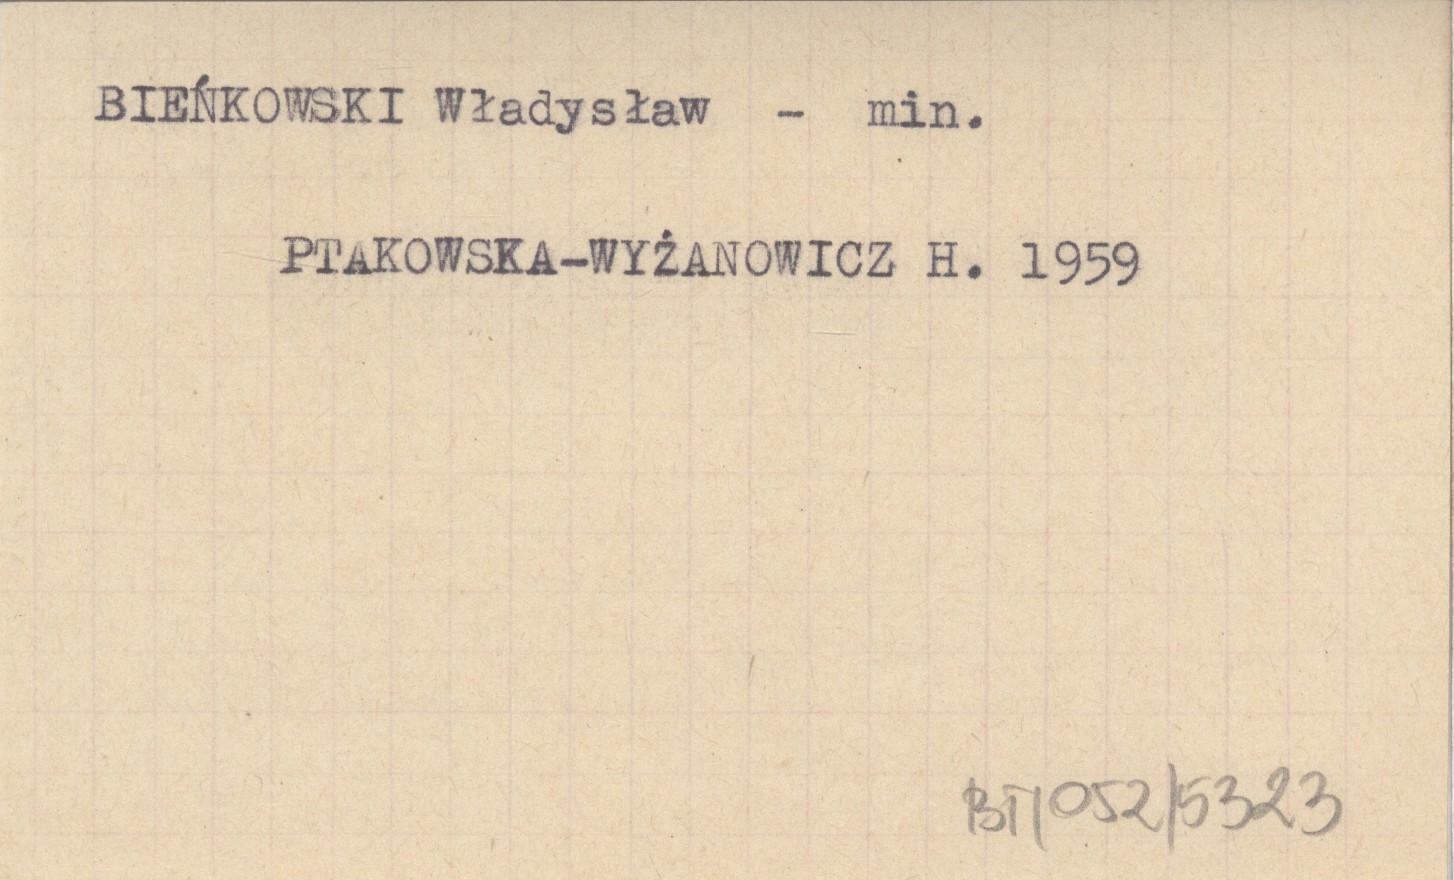 BIEŃKOWSKI Władysław - min.
PTAKOWSKA-WYŻANOWICZ H. 1959
BT/052/5323